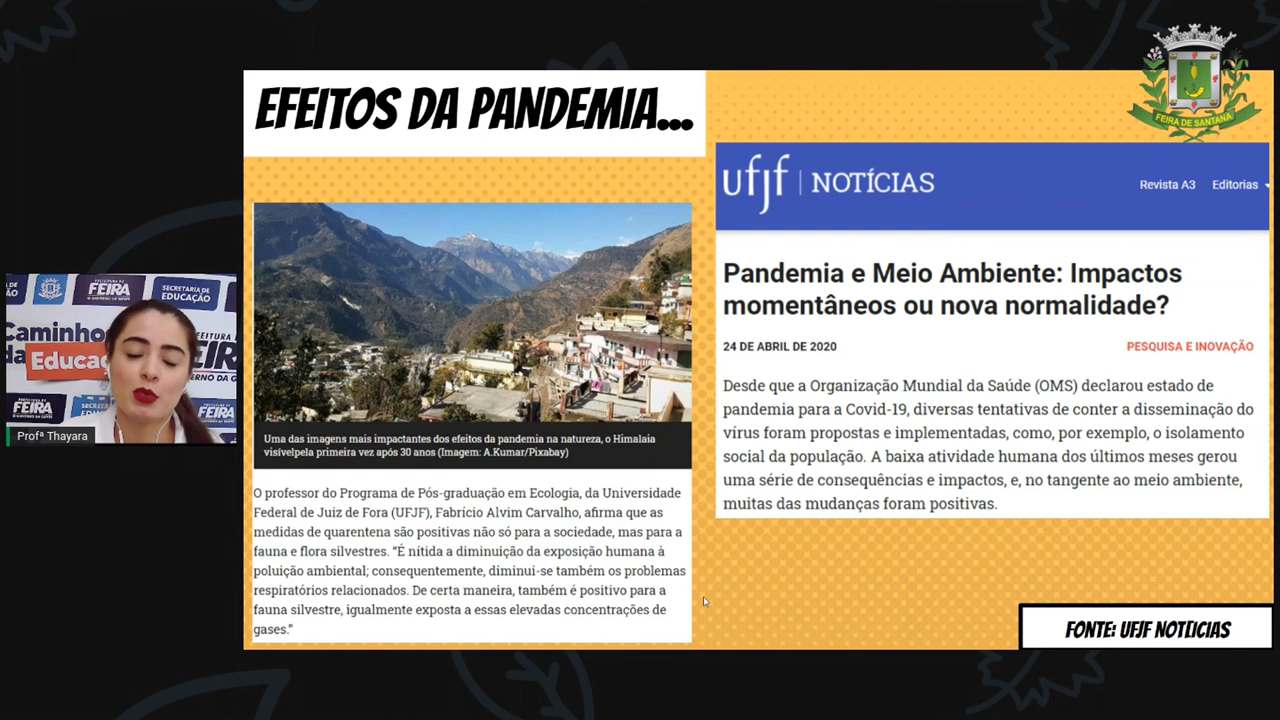 EFEITOS DA PANDEMIA...
FEIRA DE SANTANA
ufjf | NOTÍCIAS
Revista A3
Editorias
Pandemia e Meio Ambiente: Impactos
momentâneos ou nova normalidade?
24 DE ABRIL DE 2020
PESQUISA E INOVAÇÃO
Desde que a Organização Mundial da Saúde (OMS) declarou estado de
pandemia para a Covid-19, diversas tentativas de conter a disseminação do
vírus foram propostas e implementadas, como, por exemplo, o isolamento
social da população. A baixa atividade humana dos últimos meses gerou
uma série de consequências e impactos, e, no tangente ao meio ambiente,
muitas das mudanças foram positivas.
Uma das imagens mais impactantes dos efeitos da pandemia na natureza, o Himalaia
visívelpela primeira vez após 30 anos (Imagem: A.Kumar/Pixabay)
O professor do Programa de Pós-graduação em Ecologia, da Universidade
Federal de Juiz de Fora (UFJF), Fabrício Alvim Carvalho, afirma que as
medidas de quarentena são positivas não só para a sociedade, mas para a
fauna e flora silvestres. “É nítida a diminuição da exposição humana à
poluição ambiental; consequentemente, diminui-se também os problemas
respiratórios relacionados. De certa maneira, também é positivo para a
fauna silvestre, igualmente exposta a essas elevadas concentrações de
gases.”
FONTE: UFJF NOTÍCIAS
FEIRA
SECRETARIA DE
EDUCAÇÃO
Caminho
da Educa
FEIRA
FEIRA
Profª Thayara